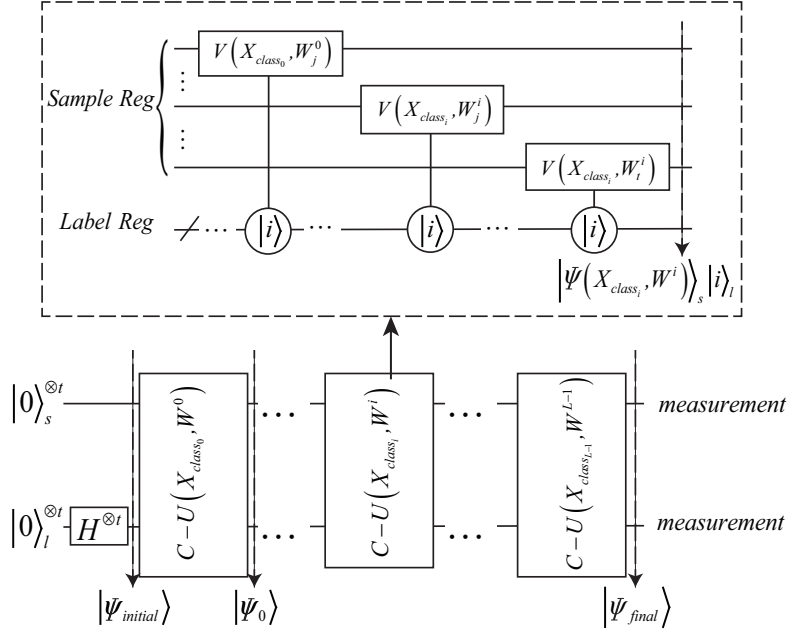 V(X_{class_0}, W_j^0)
Sample Reg
⋮
V(X_{class_i}, W_j^i)
⋮
V(X_{class_i}, W_t^i)
Label Reg ⋯ |i⟩ ⋯ |i⟩ ⋯ |i⟩
|Ψ(X_{class_i}, W^i)⟩_s |i⟩_l
|0⟩_s^{⊗t} C−U(X_{class_0}, W^0) ⋯ C−U(X_{class_i}, W^i) ⋯ C−U(X_{class_{L−1}}, W^{L−1}) measurement
|0⟩_l^{⊗t} H^{⊗t} ⋯ ⋯ measurement
|Ψ_{initial}⟩ |Ψ_0⟩ |Ψ_{final}⟩